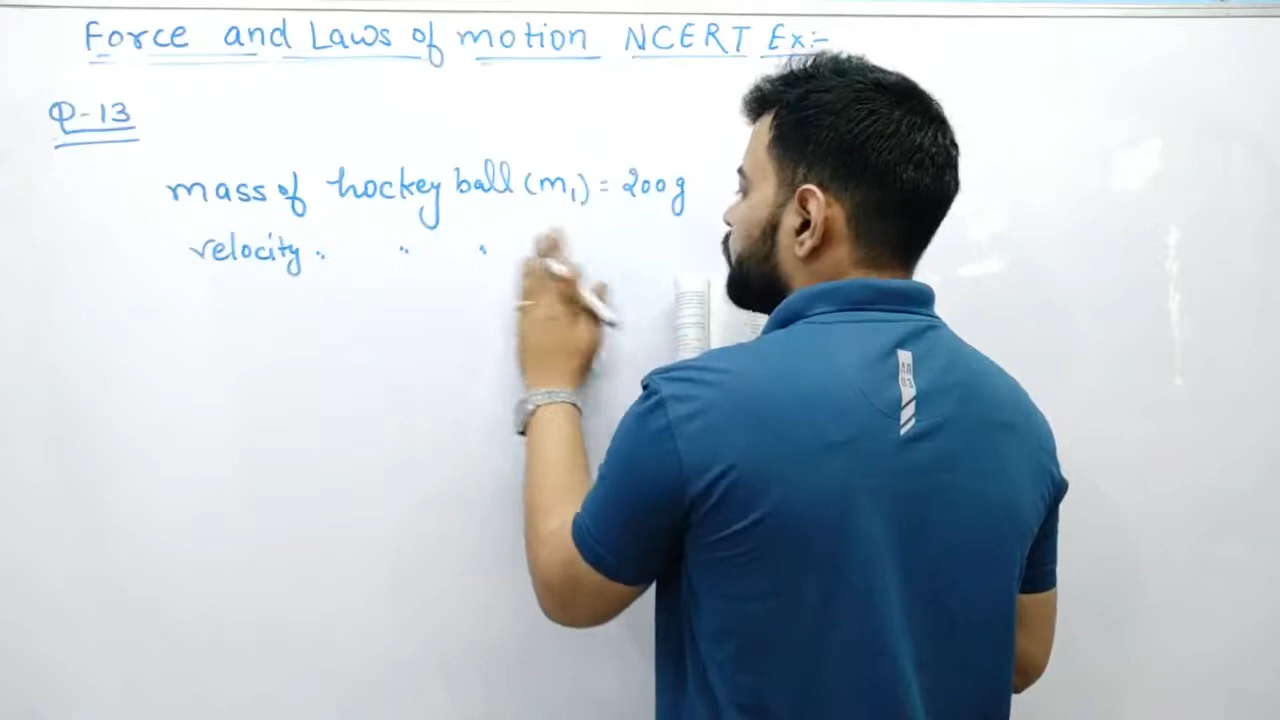 Force and Laws of motion NCERT Ex:-
Q-13
mass of hockey ball (m₁) = 200g
velocity " " "